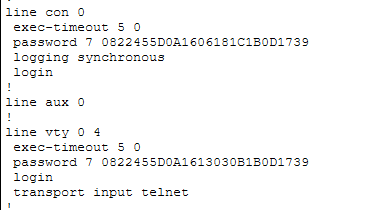 !
line con 0
 exec-timeout 5 0
 password 7 0822455D0A1606181C1B0D1739
 logging synchronous
 login
!
line aux 0
!
line vty 0 4
 exec-timeout 5 0
 password 7 0822455D0A1613030B1B0D1739
 login
 transport input telnet
!